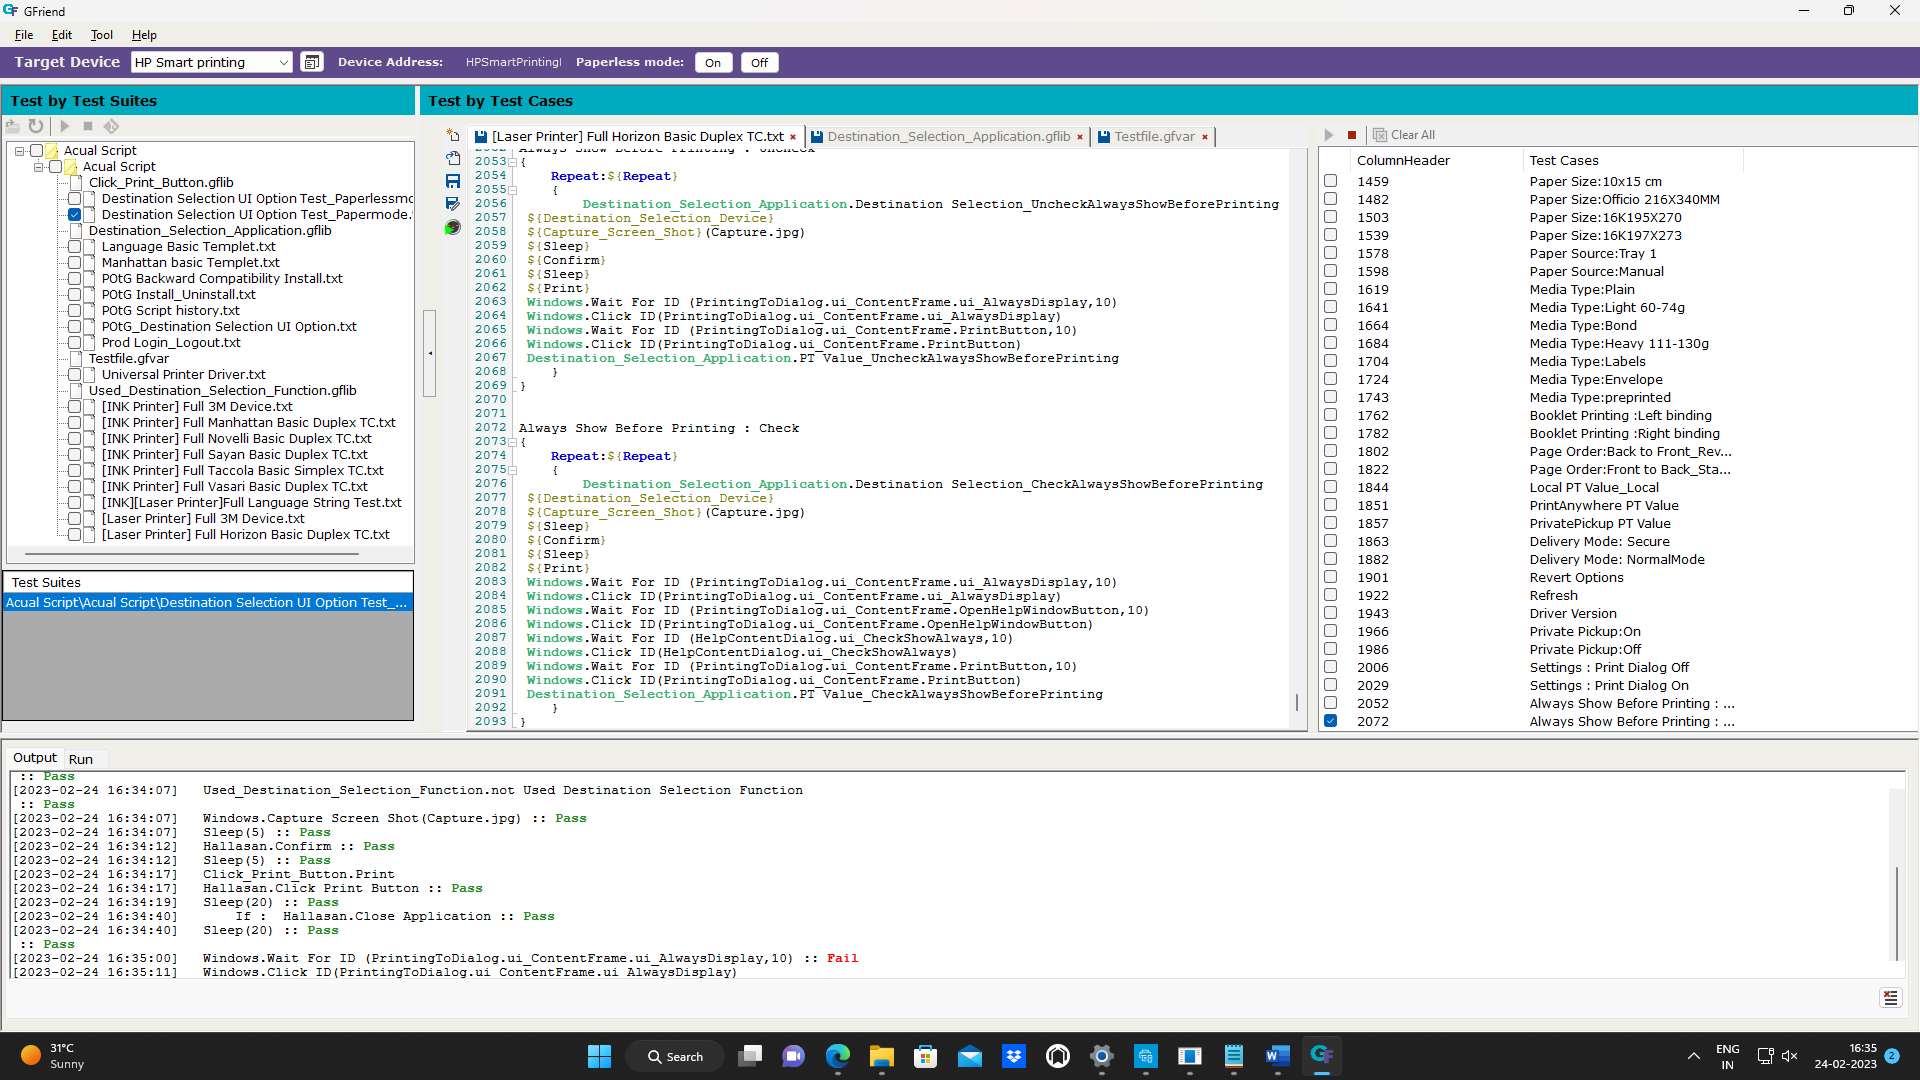 GFriend
File Edit Tool Help
Target Device HP Smart printing Device Address: HPSmartPrintingI Paperless mode: On Off
Test by Test Suites
Acual Script
Acual Script
Click_Print_Button.gflib
Destination Selection UI Option Test_Paperlessmo
Destination Selection UI Option Test_Papermode.
Destination_Selection_Application.gflib
Language Basic Templet.txt
Manhattan basic Templet.txt
POtG Backward Compatibility Install.txt
POtG Install_Uninstall.txt
POtG Script history.txt
POtG_Destination Selection UI Option.txt
Prod Login_Logout.txt
Testfile.gfvar
Universal Printer Driver.txt
Used_Destination_Selection_Function.gflib
[INK Printer] Full 3M Device.txt
[INK Printer] Full Manhattan Basic Duplex TC.txt
[INK Printer] Full Novelli Basic Duplex TC.txt
[INK Printer] Full Sayan Basic Duplex TC.txt
[INK Printer] Full Taccola Basic Simplex TC.txt
[INK Printer] Full Vasari Basic Duplex TC.txt
[INK][Laser Printer]Full Language String Test.txt
[Laser Printer] Full 3M Device.txt
[Laser Printer] Full Horizon Basic Duplex TC.txt
Test Suites
Acual Script\Acual Script\Destination Selection UI Option Test_...
Test by Test Cases
[Laser Printer] Full Horizon Basic Duplex TC.txt × Destination_Selection_Application.gflib × Testfile.gfvar ×
2052 Always Show Before Printing : Uncheck
2053 {
2054 Repeat:${Repeat}
2055 {
2056 Destination_Selection_Application.Destination Selection_UncheckAlwaysShowBeforePrinting
2057 ${Destination_Selection_Device}
2058 ${Capture_Screen_Shot}(Capture.jpg)
2059 ${Sleep}
2060 ${Confirm}
2061 ${Sleep}
2062 ${Print}
2063 Windows.Wait For ID (PrintingToDialog.ui_ContentFrame.ui_AlwaysDisplay,10)
2064 Windows.Click ID(PrintingToDialog.ui_ContentFrame.ui_AlwaysDisplay)
2065 Windows.Wait For ID (PrintingToDialog.ui_ContentFrame.PrintButton,10)
2066 Windows.Click ID(PrintingToDialog.ui_ContentFrame.PrintButton)
2067 Destination_Selection_Application.PT Value_UncheckAlwaysShowBeforePrinting
2068 }
2069 }
2070
2071
2072 Always Show Before Printing : Check
2073 {
2074 Repeat:${Repeat}
2075 {
2076 Destination_Selection_Application.Destination Selection_CheckAlwaysShowBeforePrinting
2077 ${Destination_Selection_Device}
2078 ${Capture_Screen_Shot}(Capture.jpg)
2079 ${Sleep}
2080 ${Confirm}
2081 ${Sleep}
2082 ${Print}
2083 Windows.Wait For ID (PrintingToDialog.ui_ContentFrame.ui_AlwaysDisplay,10)
2084 Windows.Click ID(PrintingToDialog.ui_ContentFrame.ui_AlwaysDisplay)
2085 Windows.Wait For ID (PrintingToDialog.ui_ContentFrame.OpenHelpWindowButton,10)
2086 Windows.Click ID(PrintingToDialog.ui_ContentFrame.OpenHelpWindowButton)
2087 Windows.Wait For ID (HelpContentDialog.ui_CheckShowAlways,10)
2088 Windows.Click ID(HelpContentDialog.ui_CheckShowAlways)
2089 Windows.Wait For ID (PrintingToDialog.ui_ContentFrame.PrintButton,10)
2090 Windows.Click ID(PrintingToDialog.ui_ContentFrame.PrintButton)
2091 Destination_Selection_Application.PT Value_CheckAlwaysShowBeforePrinting
2092 }
2093 }
Clear All
ColumnHeader Test Cases
1459 Paper Size:10x15 cm
1482 Paper Size:Officio 216X340MM
1503 Paper Size:16K195X270
1539 Paper Size:16K197X273
1578 Paper Source:Tray 1
1598 Paper Source:Manual
1619 Media Type:Plain
1641 Media Type:Light 60-74g
1664 Media Type:Bond
1684 Media Type:Heavy 111-130g
1704 Media Type:Labels
1724 Media Type:Envelope
1743 Media Type:preprinted
1762 Booklet Printing :Left binding
1782 Booklet Printing :Right binding
1802 Page Order:Back to Front_Rev...
1822 Page Order:Front to Back_Sta...
1844 Local PT Value_Local
1851 PrintAnywhere PT Value
1857 PrivatePickup PT Value
1863 Delivery Mode: Secure
1882 Delivery Mode: NormalMode
1901 Revert Options
1922 Refresh
1943 Driver Version
1966 Private Pickup:On
1986 Private Pickup:Off
2006 Settings : Print Dialog Off
2029 Settings : Print Dialog On
2052 Always Show Before Printing : ...
2072 Always Show Before Printing : ...
Output Run
:: Pass
[2023-02-24 16:34:07] Used_Destination_Selection_Function.not Used Destination Selection Function
:: Pass
[2023-02-24 16:34:07] Windows.Capture Screen Shot(Capture.jpg) :: Pass
[2023-02-24 16:34:07] Sleep(5) :: Pass
[2023-02-24 16:34:12] Hallasan.Confirm :: Pass
[2023-02-24 16:34:12] Sleep(5) :: Pass
[2023-02-24 16:34:17] Click_Print_Button.Print
[2023-02-24 16:34:17] Hallasan.Click Print Button :: Pass
[2023-02-24 16:34:19] Sleep(20) :: Pass
[2023-02-24 16:34:40] If : Hallasan.Close Application :: Pass
[2023-02-24 16:34:40] Sleep(20) :: Pass
:: Pass
[2023-02-24 16:35:00] Windows.Wait For ID (PrintingToDialog.ui_ContentFrame.ui_AlwaysDisplay,10) :: Fail
[2023-02-24 16:35:11] Windows.Click ID(PrintingToDialog.ui ContentFrame.ui AlwaysDisplay)
31°C
Sunny
Search
ENG
IN
16:35
24-02-2023
2